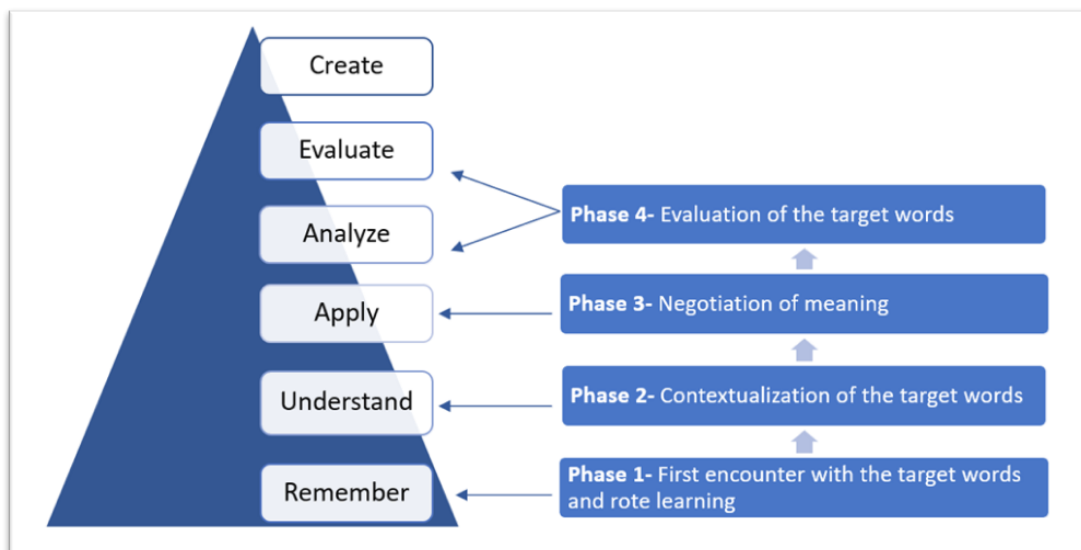 Create
Evaluate
Analyze
Apply
Understand
Remember
Phase 4- Evaluation of the target words
Phase 3- Negotiation of meaning
Phase 2- Contextualization of the target words
Phase 1- First encounter with the target words
and rote learning